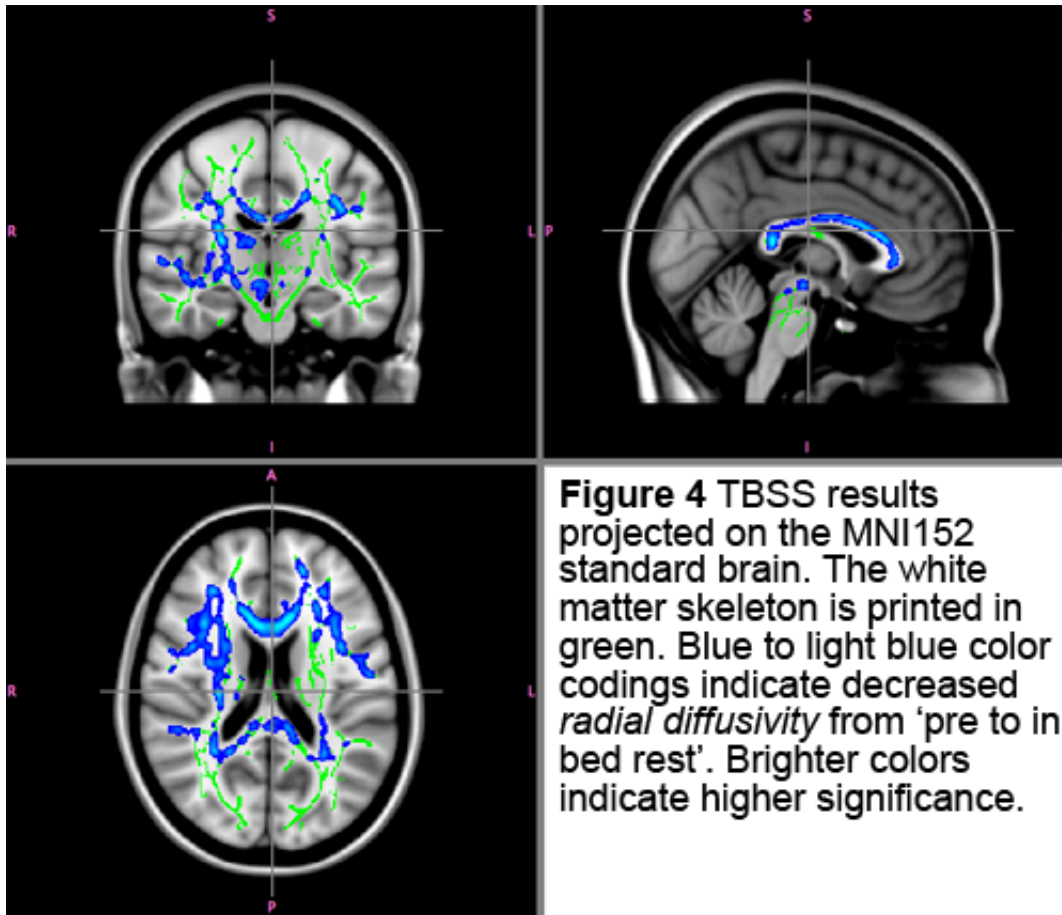 S
S
R
L
P
I
I
A
R
L
P
Figure 4 TBSS results
projected on the MNI152
standard brain. The white
matter skeleton is printed in
green. Blue to light blue color
codings indicate decreased
radial diffusivity from ‘pre to in
bed rest’. Brighter colors
indicate higher significance.